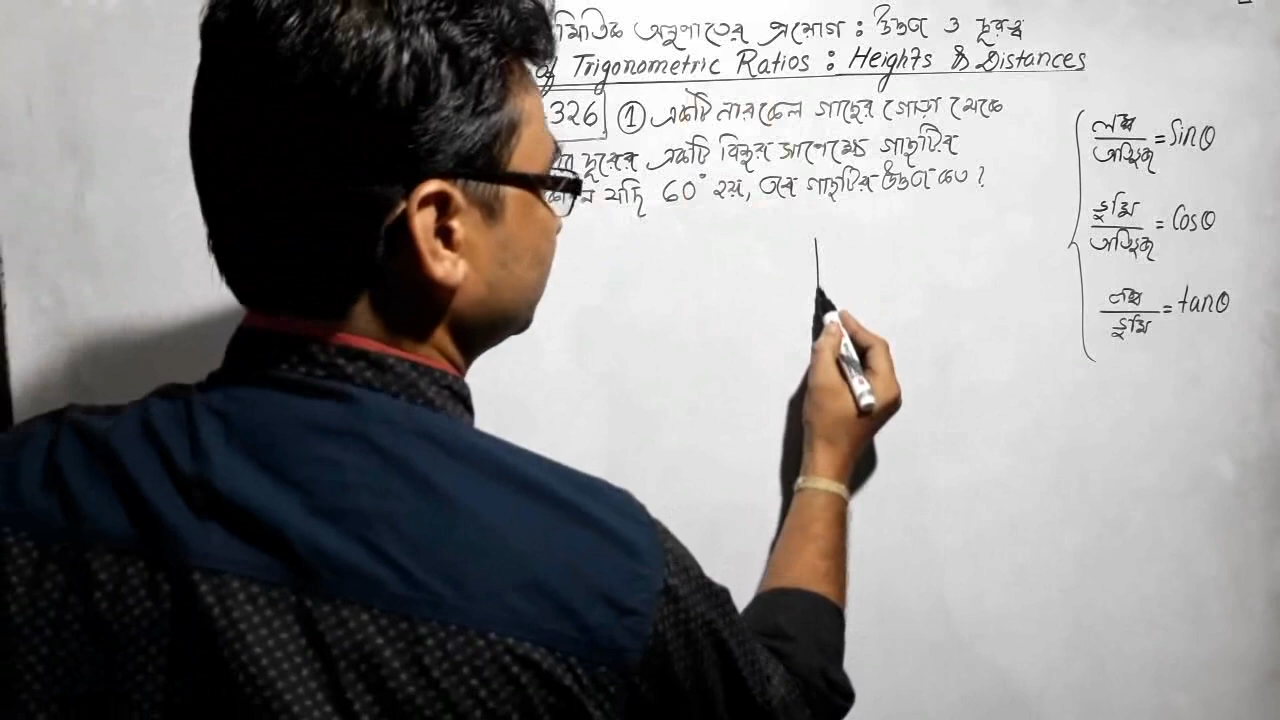 মিতিক অনুপাতের প্রয়োগ : উচ্চতা ও দূরত্ব
of Trigonometric Ratios : Heights & Distances
326 ① একটি নারকেল গাছের গোড়া থেকে
দূরের একটি বিন্দুর সাপেক্ষে গাছটির
যদি 60° হয়, তবে গাছটির উচ্চতা কত ?
লম্ব / অতিভুজ = Sinθ
ভূমি / অতিভুজ = Cosθ
লম্ব / ভূমি = tanθ